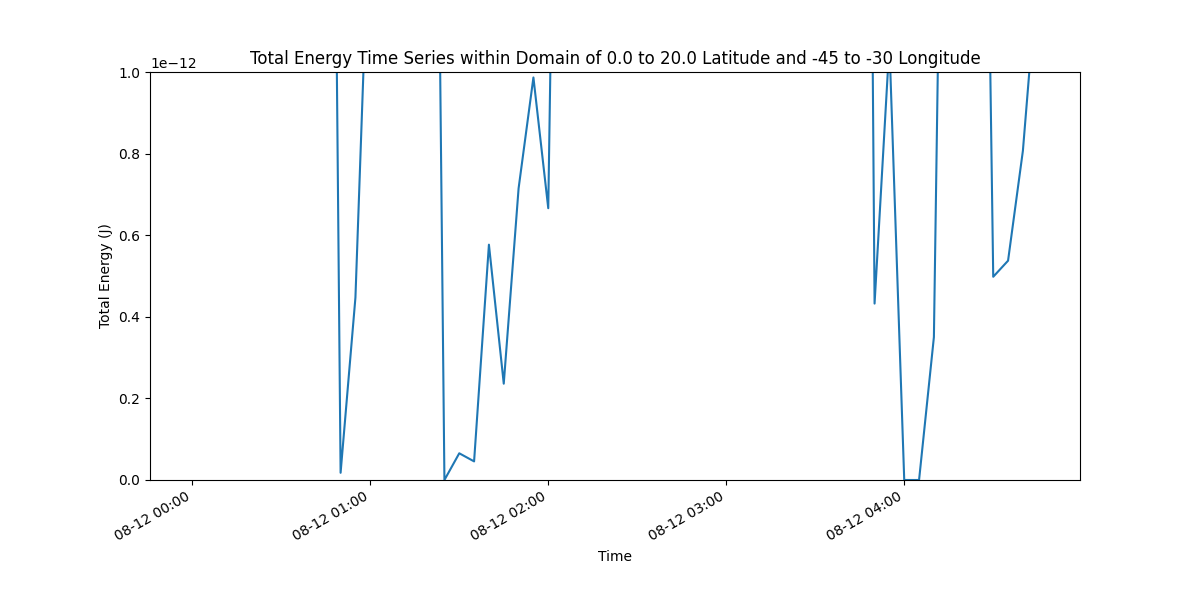 Total Energy Time Series within Domain of 0.0 to 20.0 Latitude and -45 to -30 Longitude
1e−12
1.0
0.8
0.6
0.4
0.2
0.0
Total Energy (J)
08-12 00:00
08-12 01:00
08-12 02:00
08-12 03:00
08-12 04:00
Time